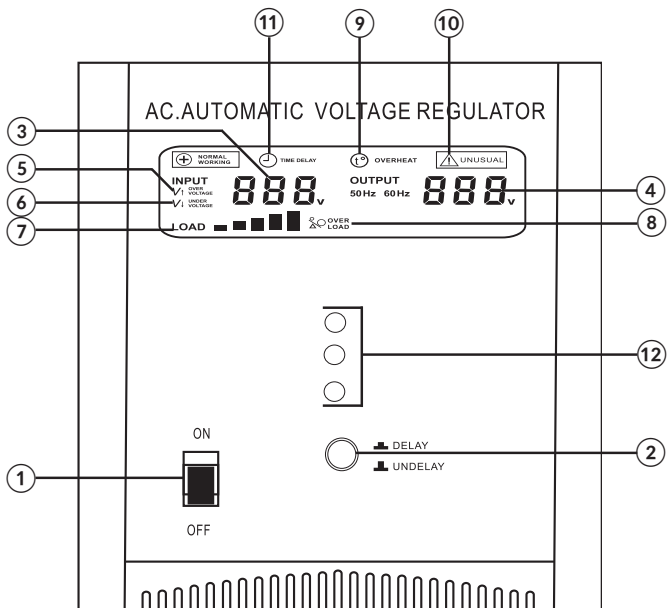 11
9
10
AC.AUTOMATIC VOLTAGE REGULATOR
3
NORMAL WORKING
TIME DELAY
t° OVERHEAT
UNUSUAL
5
INPUT
OVER VOLTAGE
888v
OUTPUT
50Hz 60Hz
888v
4
6
UNDER VOLTAGE
7
LOAD
OVER LOAD
8
12
ON
DELAY
2
UNDELAY
1
OFF